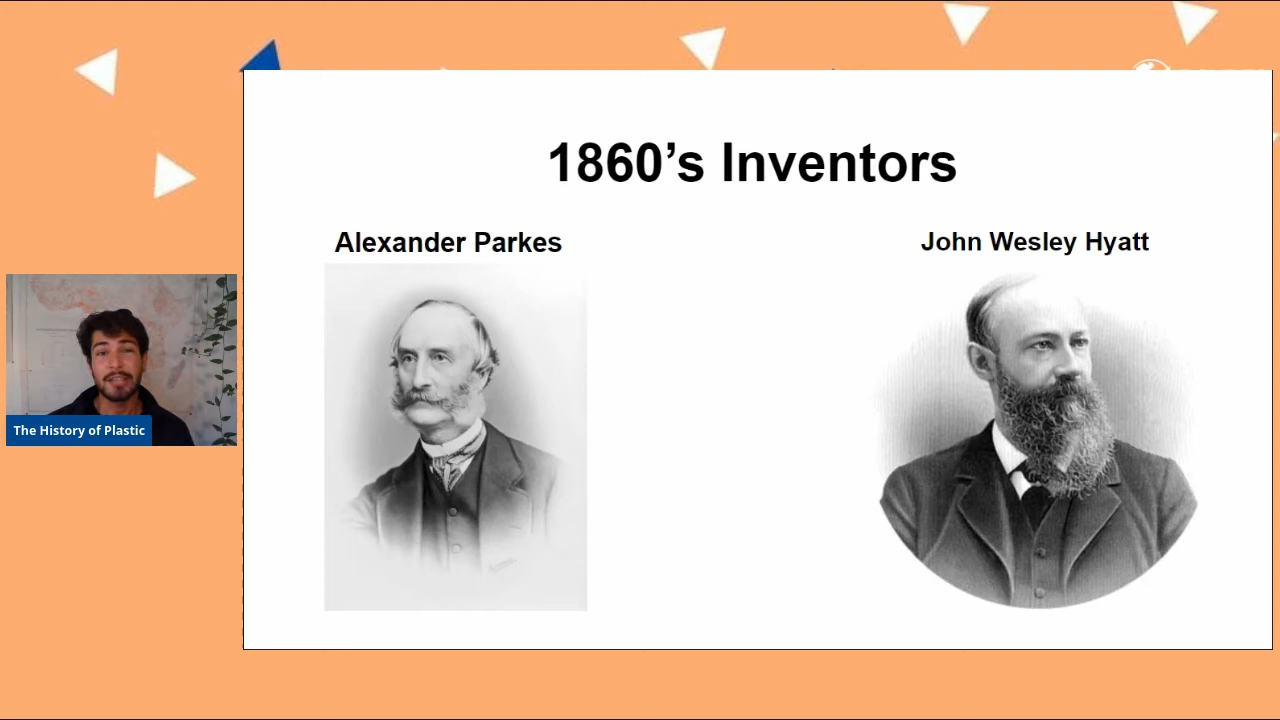 1860’s Inventors
Alexander Parkes
John Wesley Hyatt
The History of Plastic